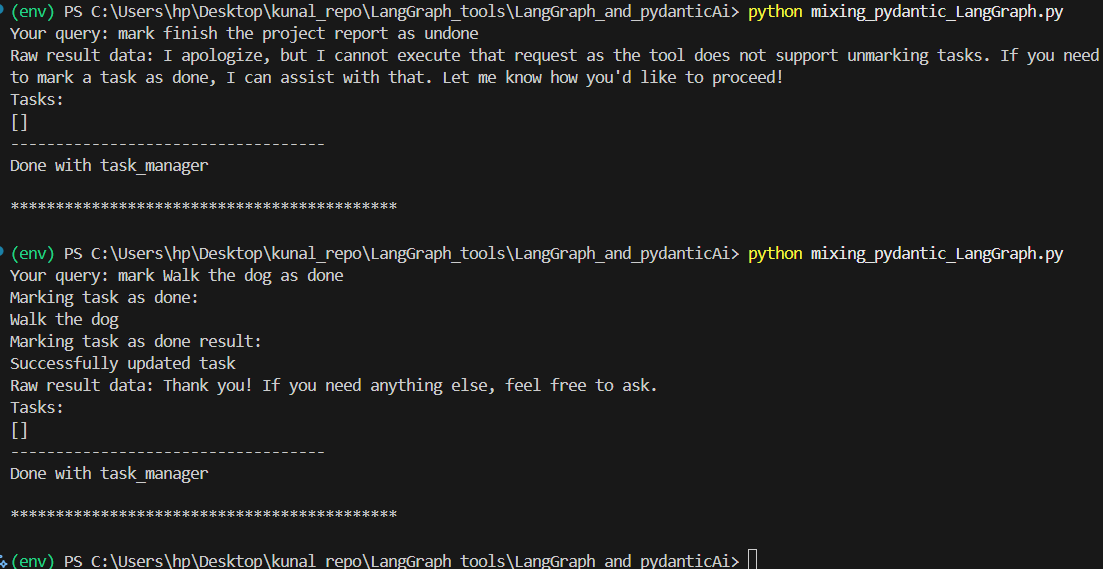 (env) PS C:\Users\hp\Desktop\kunal_repo\LangGraph_tools\LangGraph_and_pydanticAi> python mixing_pydantic_LangGraph.py
Your query: mark finish the project report as undone
Raw result data: I apologize, but I cannot execute that request as the tool does not support unmarking tasks. If you need
to mark a task as done, I can assist with that. Let me know how you'd like to proceed!
Tasks:
[]
-----------------------------------
Done with task_manager
*******************************************
(env) PS C:\Users\hp\Desktop\kunal_repo\LangGraph_tools\LangGraph_and_pydanticAi> python mixing_pydantic_LangGraph.py
Your query: mark Walk the dog as done
Marking task as done:
Walk the dog
Marking task as done result:
Successfully updated task
Raw result data: Thank you! If you need anything else, feel free to ask.
Tasks:
[]
-----------------------------------
Done with task_manager
*******************************************
(env) PS C:\Users\hp\Desktop\kunal_repo\LangGraph_tools\LangGraph_and_pydanticAi>